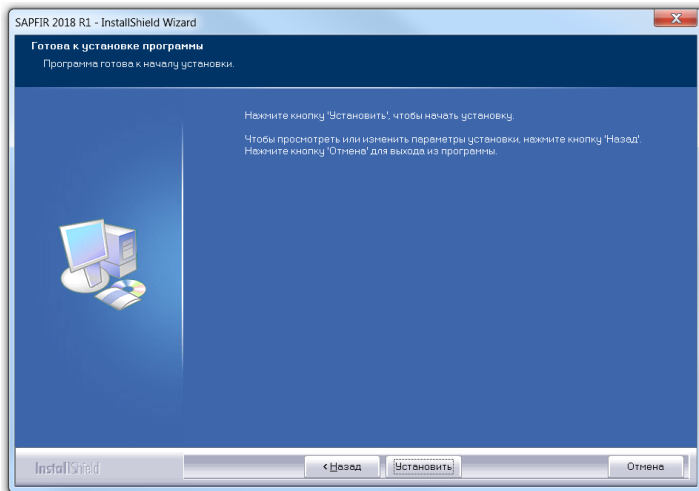 SAPFIR 2018 R1 - InstallShield Wizard
Готова к установке программы
Программа готова к началу установки.
Нажмите кнопку 'Установить', чтобы начать установку.
Чтобы просмотреть или изменить параметры установки, нажмите кнопку 'Назад'.
Нажмите кнопку 'Отмена' для выхода из программы.
InstallShield
< Назад Установить Отмена